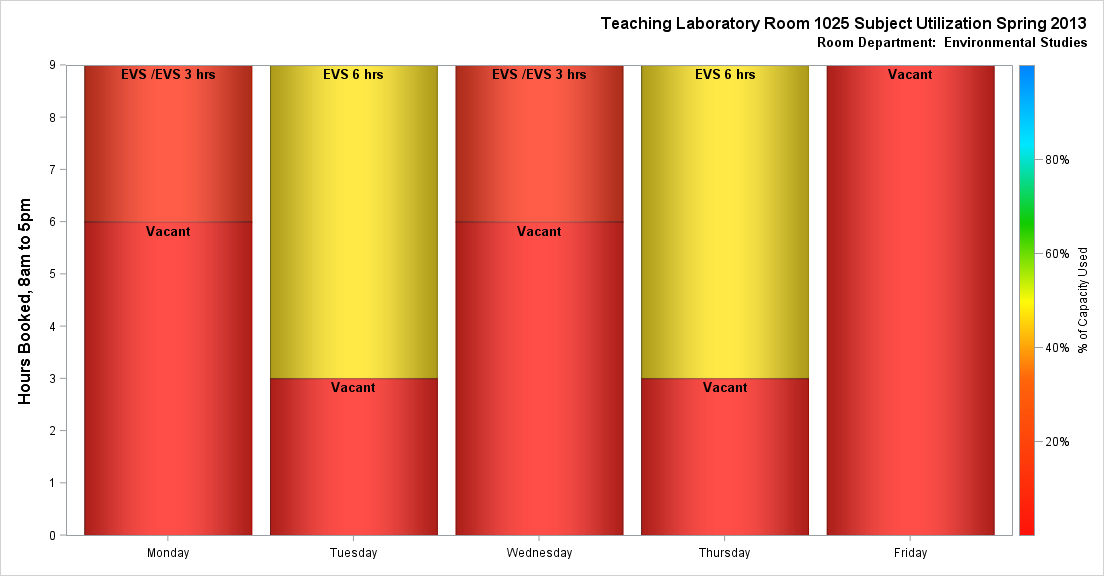 Teaching Laboratory Room 1025 Subject Utilization Spring 2013
Room Department:  Environmental Studies
Hours Booked, 8am to 5pm
9
8
7
6
5
4
3
2
1
0
EVS /EVS 3 hrs
Vacant
EVS 6 hrs
Vacant
EVS /EVS 3 hrs
Vacant
EVS 6 hrs
Vacant
Vacant
Monday
Tuesday
Wednesday
Thursday
Friday
80%
60%
40%
20%
% of Capacity Used